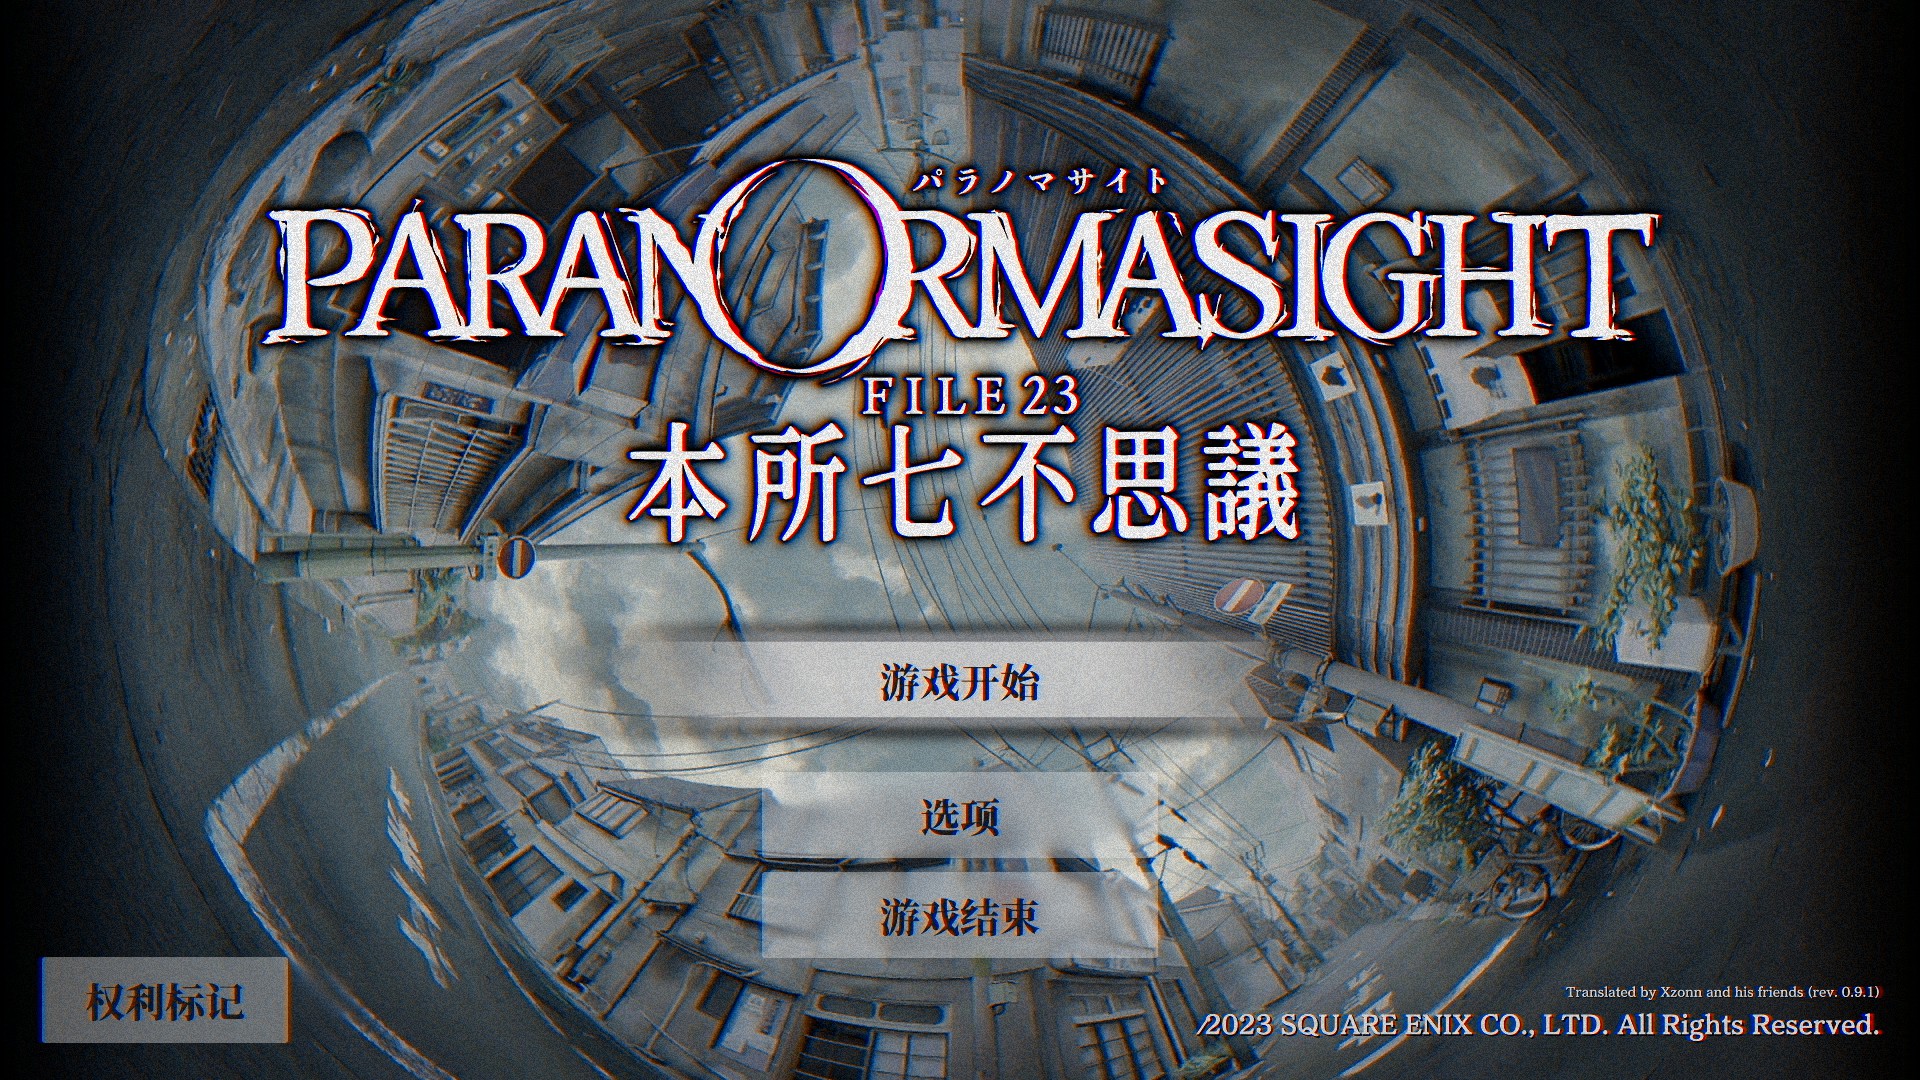 パラノマサイト
PARANORMASIGHT
FILE 23
本所七不思議
游戏开始
选项
游戏结束
权利标记
Translated by Xzonn and his friends (rev. 0.9.1)
/2023 SQUARE ENIX CO., LTD. All Rights Reserved.